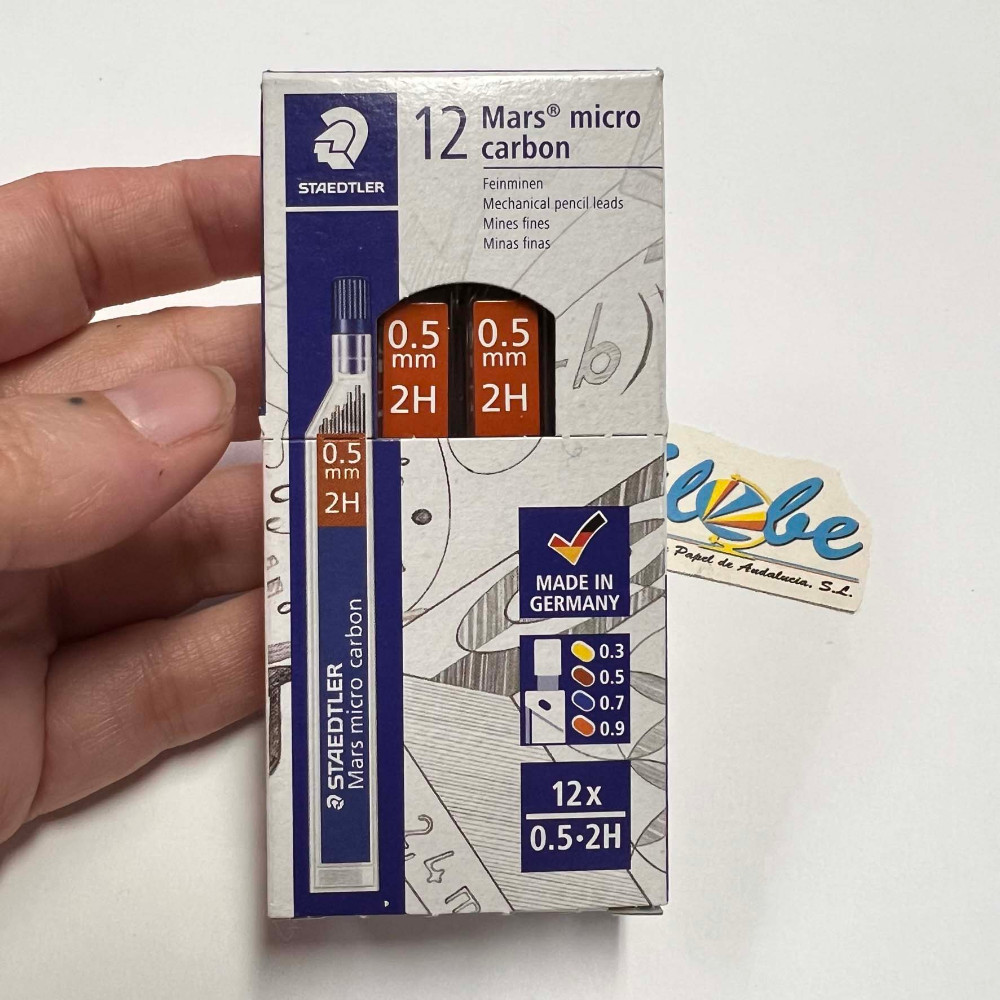 STAEDTLER
12 Mars® micro
carbon
Feinminen
Mechanical pencil leads
Mines fines
Minas finas
0.5
mm
2H
0.5
mm
2H
0.5
mm
2H
STAEDTLER
Mars micro carbon
MADE IN
GERMANY
0.3
0.5
0.7
0.9
12x
0.5·2H
Papel de Andalucia, S.L.